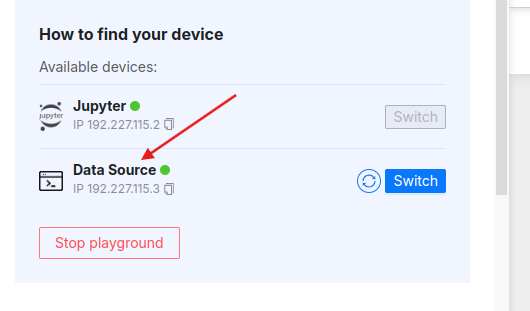 How to find your device
Available devices:
jupyter
Jupyter
IP 192.227.115.2
Switch
Data Source
IP 192.227.115.3
Switch
Stop playground